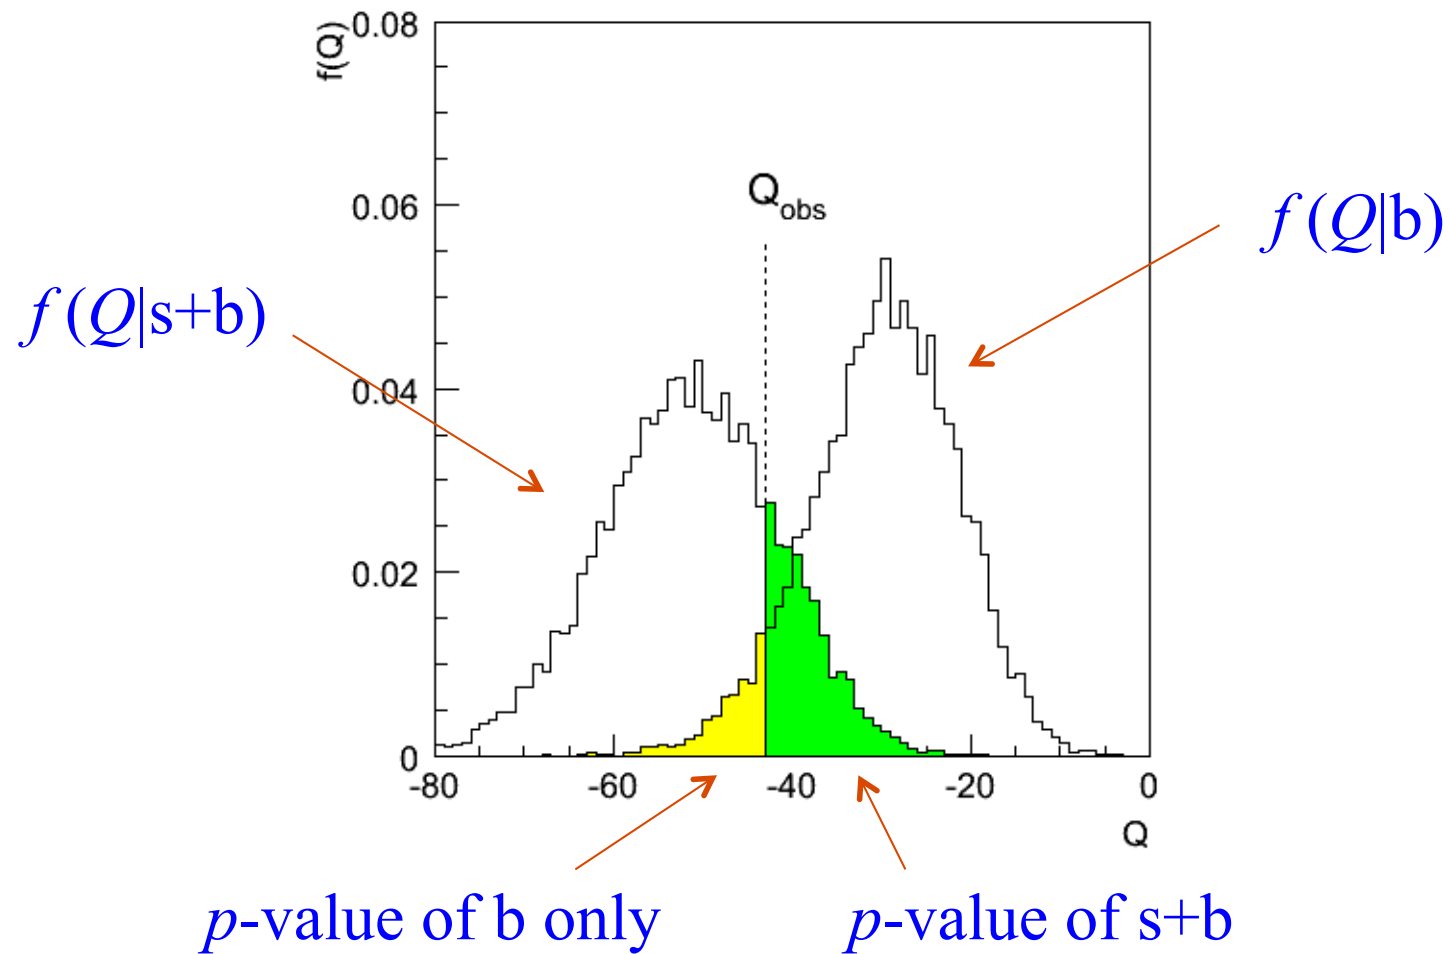 f(Q)
0.08
0.06
0.04
0.02
0
-80
-60
-40
-20
0
Q
Q_obs
f (Q|s+b)
f (Q|b)
p-value of b only
p-value of s+b